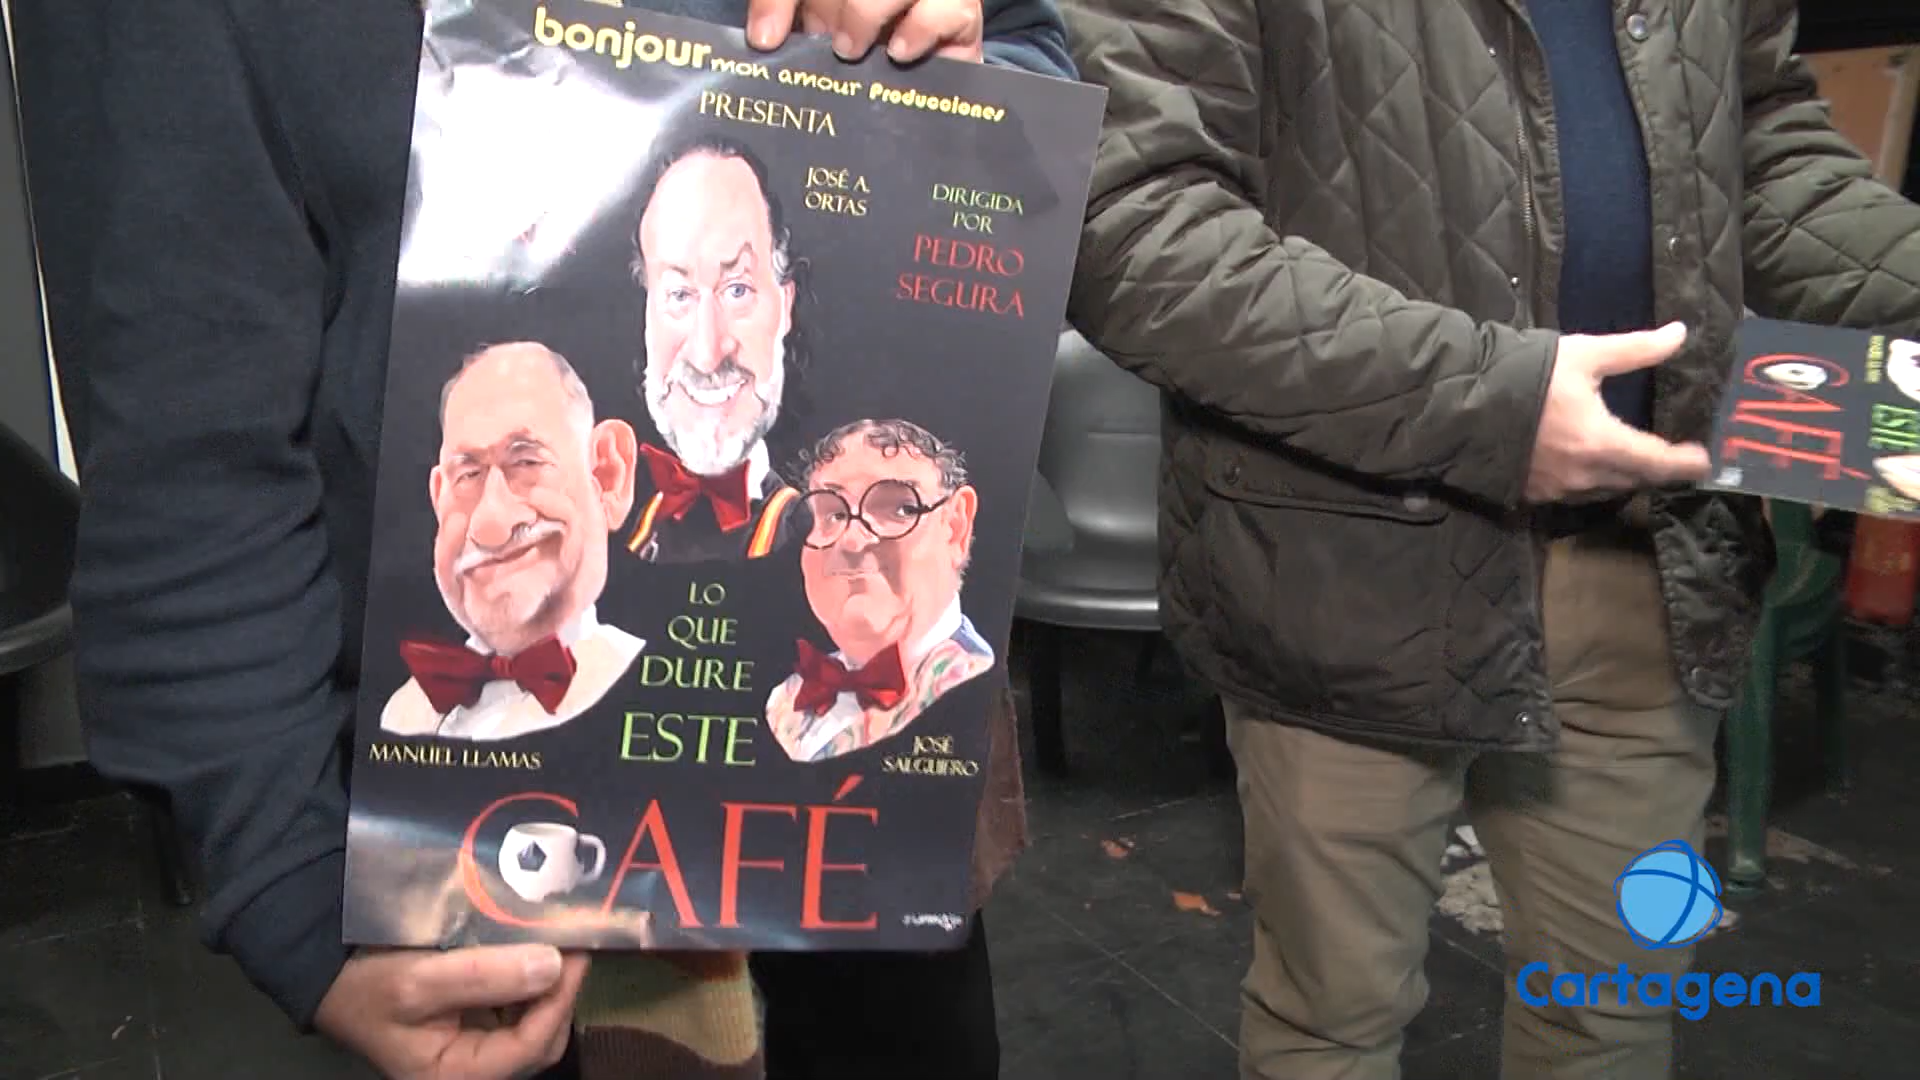 bonjour mon amour Producciones
PRESENTA
JOSÉ A.
ORTAS
DIRIGIDA
POR
PEDRO
SEGURA
LO
QUE
DURE
ESTE
CAFÉ
MANUEL LLAMAS
JOSÉ
SALGUERO
CAFÉ
ESTE
Cartagena